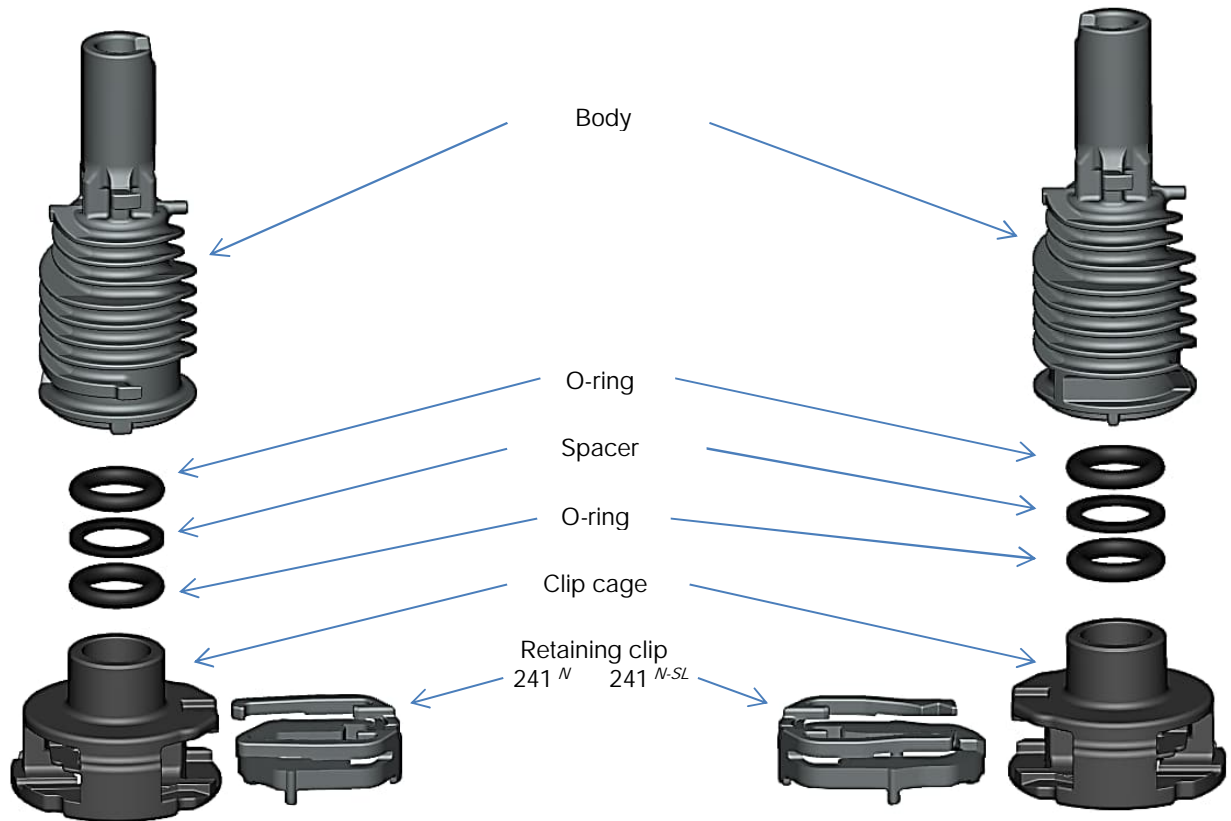 Body
O-ring
Spacer
O-ring
Clip cage
Retaining clip
241 N 241 N-SL